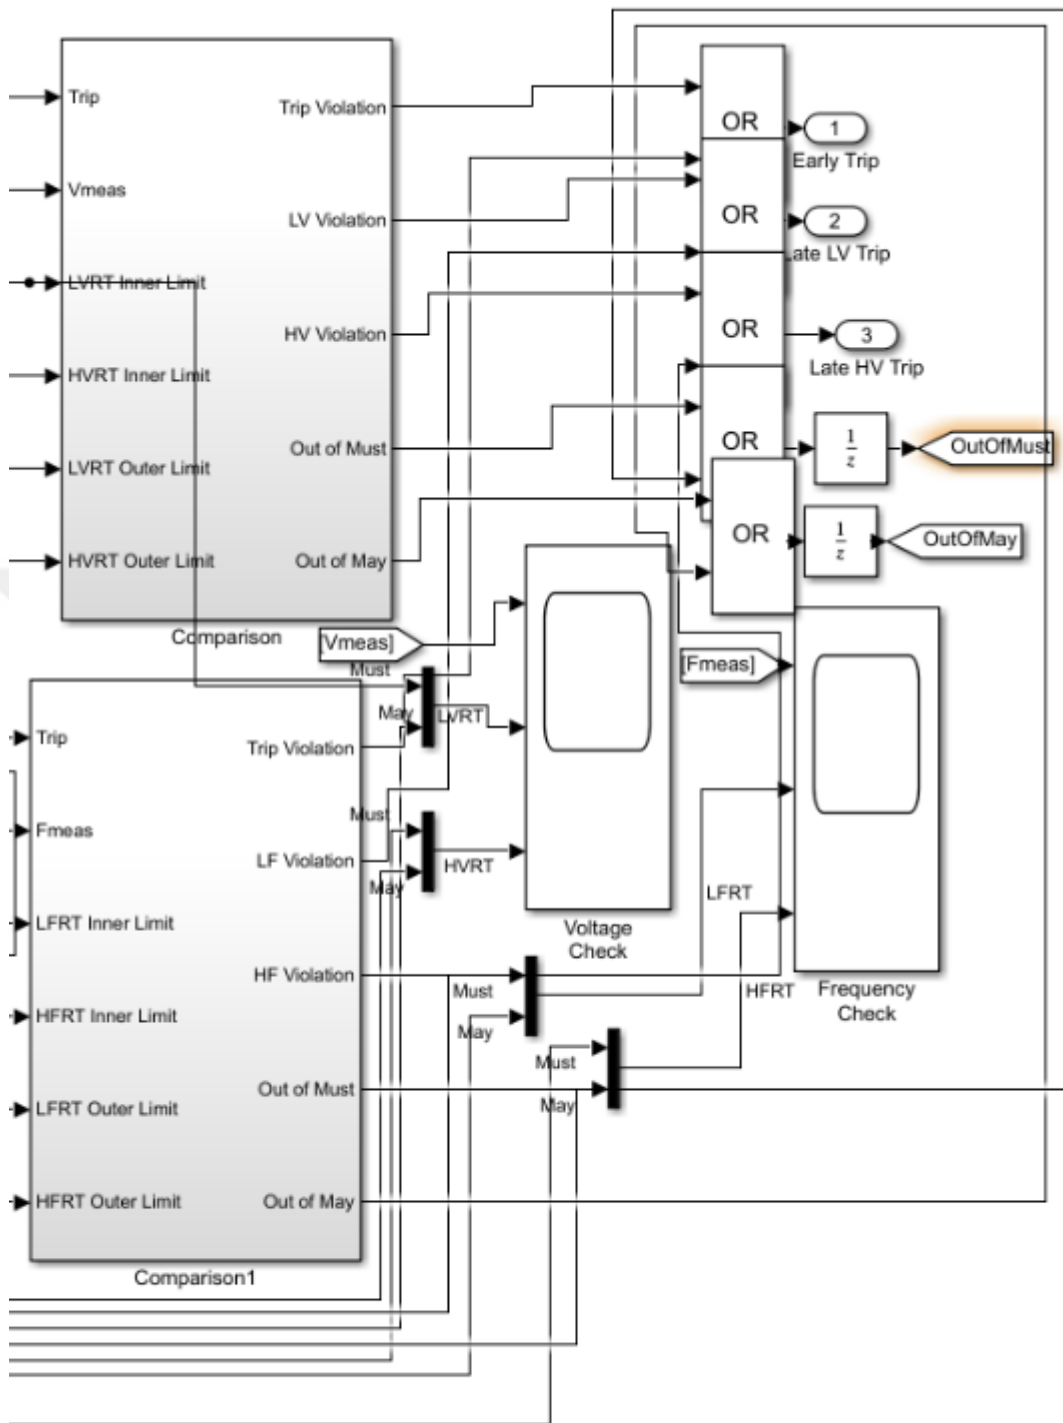 Trip
Vmeas
LVRT Inner Limit
HVRT Inner Limit
LVRT Outer Limit
HVRT Outer Limit
Trip Violation
LV Violation
HV Violation
Out of Must
Out of May
Comparison
OR
OR
OR
OR
OR
1
Early Trip
2
Late LV Trip
3
Late HV Trip
1
z
OutOfMust
1
z
OutOfMay
[Vmeas]
[Fmeas]
Must
May
LVRT
Must
May
HVRT
Voltage
Check
Trip
Fmeas
LFRT Inner Limit
HFRT Inner Limit
LFRT Outer Limit
HFRT Outer Limit
Trip Violation
LF Violation
HF Violation
Out of Must
Out of May
Comparison1
Must
May
LFRT
Must
May
HFRT
Frequency
Check